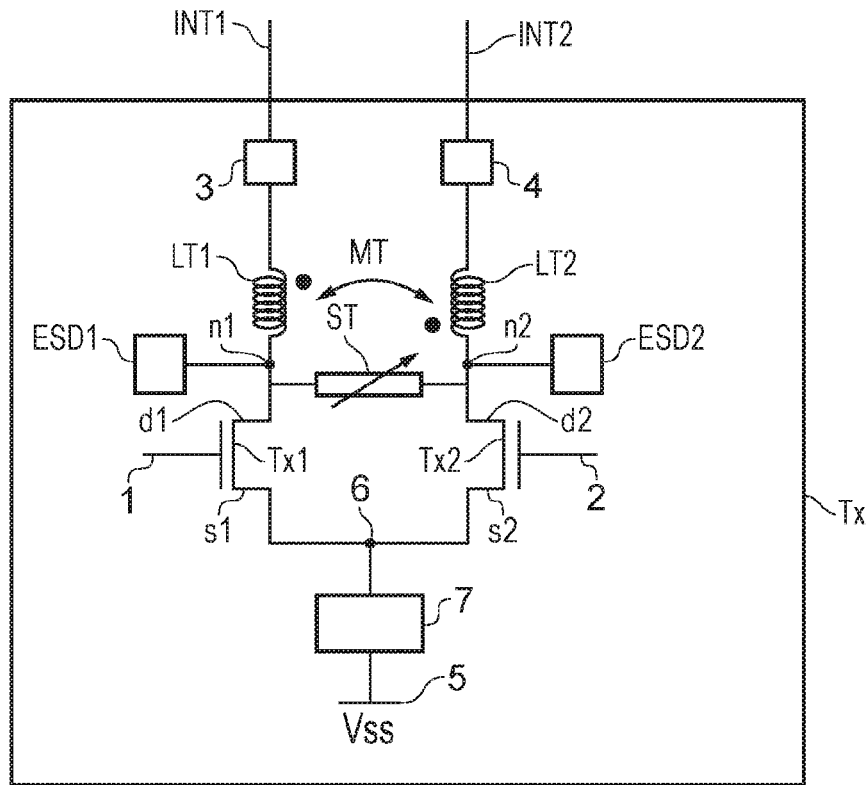 INT1
INT2
3
4
LT1
MT
LT2
ST
ESD1
n1
n2
ESD2
d1
d2
1
Tx1
Tx2
2
s1
6
s2
Tx
7
5
Vss